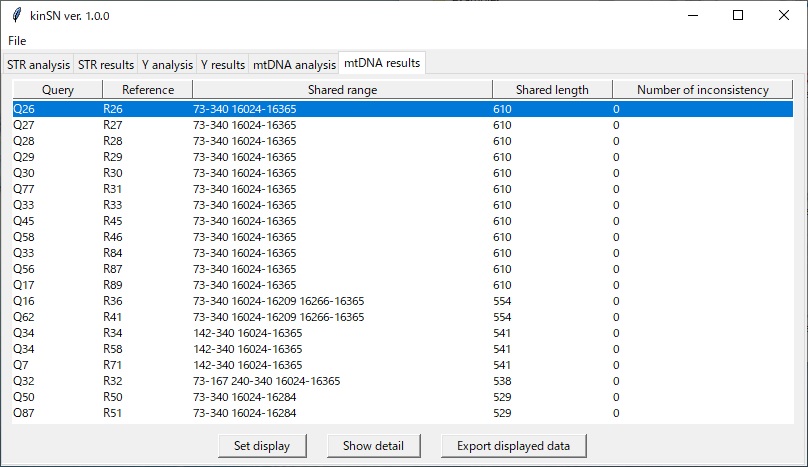 kinSN ver. 1.0.0
File
STR analysis STR results Y analysis Y results mtDNA analysis mtDNA results
Query Reference Shared range Shared length Number of inconsistency
Q26 R26 73-340 16024-16365 610 0
Q27 R27 73-340 16024-16365 610 0
Q28 R28 73-340 16024-16365 610 0
Q29 R29 73-340 16024-16365 610 0
Q30 R30 73-340 16024-16365 610 0
Q77 R31 73-340 16024-16365 610 0
Q33 R33 73-340 16024-16365 610 0
Q45 R45 73-340 16024-16365 610 0
Q58 R46 73-340 16024-16365 610 0
Q33 R84 73-340 16024-16365 610 0
Q56 R87 73-340 16024-16365 610 0
Q17 R89 73-340 16024-16365 610 0
Q16 R36 73-340 16024-16209 16266-16365 554 0
Q62 R41 73-340 16024-16209 16266-16365 554 0
Q34 R34 142-340 16024-16365 541 0
Q34 R58 142-340 16024-16365 541 0
Q7 R71 142-340 16024-16365 541 0
Q32 R32 73-167 240-340 16024-16365 538 0
Q50 R50 73-340 16024-16284 529 0
Q87 R51 73-340 16024-16284 529 0
Set display Show detail Export displayed data